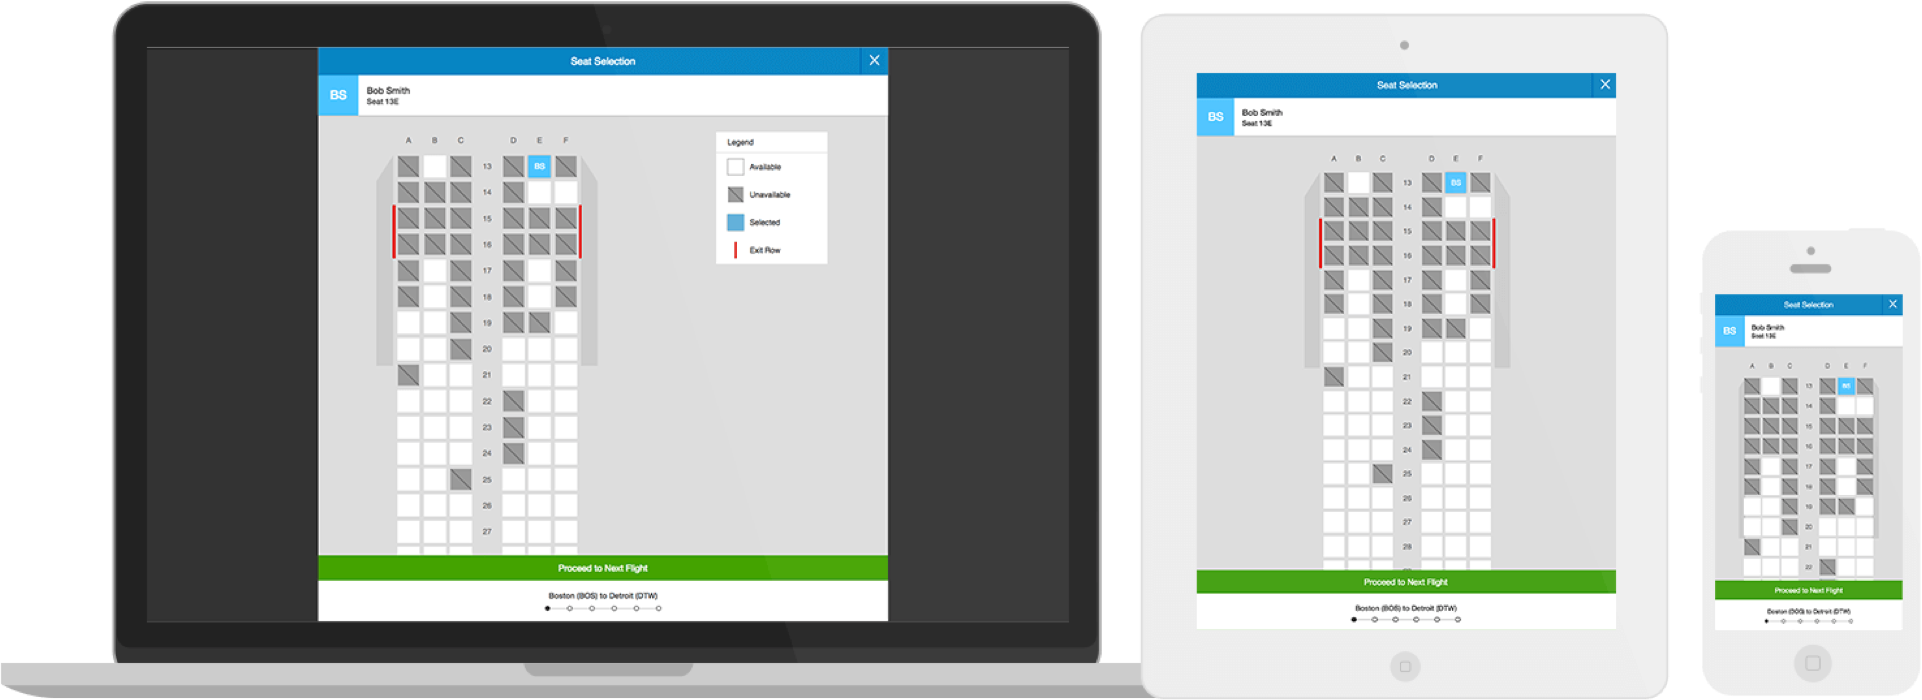 Seat Selection
BS
Bob Smith
Seat 13E
A B C D E F
13 BS
14
15
16
17
18
19
20
21
22
23
24
25
26
27
Legend
Available
Unavailable
Selected
Exit Row
Proceed to Next Flight
Boston (BOS) to Detroit (DTW)
Seat Selection
BS
Bob Smith
Seat 13E
A B C D E F
13 BS
14
15
16
17
18
19
20
21
22
23
24
25
26
27
28
Proceed to Next Flight
Boston (BOS) to Detroit (DTW)
Seat Selection
BS
Bob Smith
Seat 13E
A B C D E F
13 BS
14
15
16
17
18
19
20
21
22
Proceed to Next Flight
Boston (BOS) to Detroit (DTW)